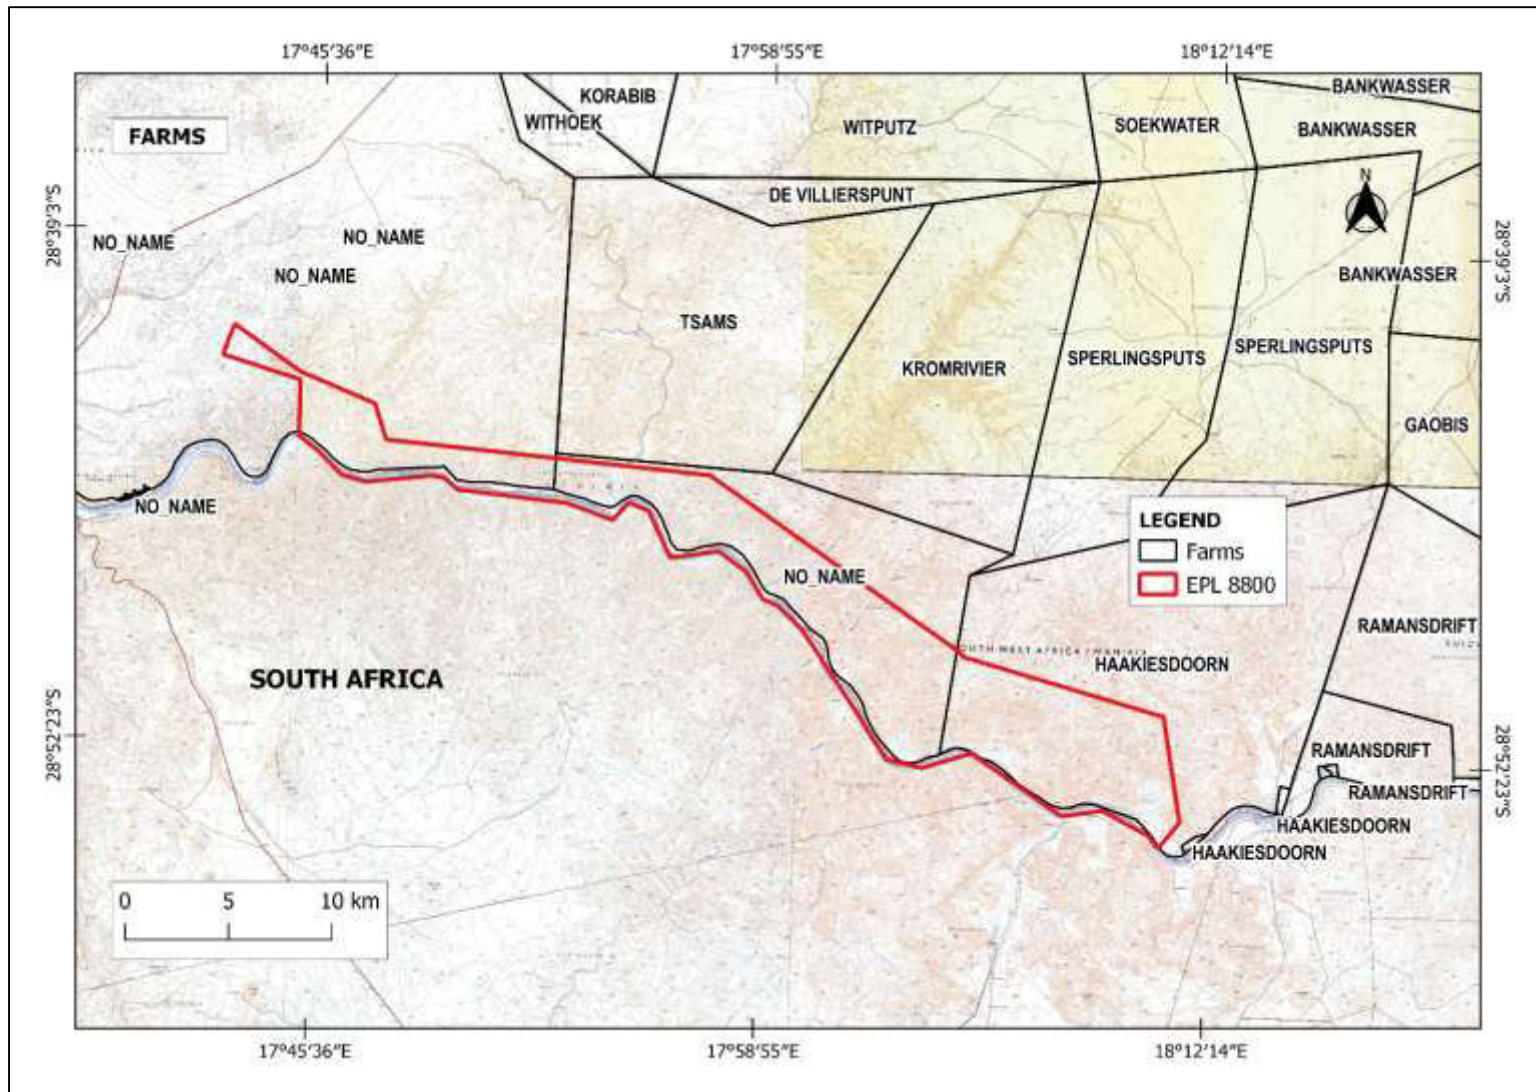 17°45'36"E
17°58'55"E
18°12'14"E
FARMS
KORABIB
WITHOEK
WITPUTZ
SOEKWATER
BANKWASSER
BANKWASSER
DE VILLIERSPUNT
N
28°39'3"S
28°39'3"S
NO_NAME
NO_NAME
NO_NAME
BANKWASSER
TSAMS
KROMRIVIER
SPERLINGSPUTS
SPERLINGSPUTS
GAOBIS
NO_NAME
LEGEND
Farms
EPL 8800
NO_NAME
RAMANSDRIFT
HAAKIESDOORN
SOUTH AFRICA
28°52'23"S
28°52'23"S
RAMANSDRIFT
RAMANSDRIFT
HAAKIESDOORN
HAAKIESDOORN
0 5 10 km
17°45'36"E
17°58'55"E
18°12'14"E